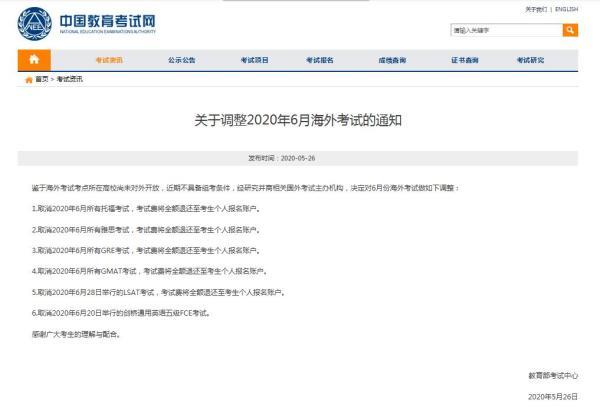 关于我们 | ENGLISH
NEEA
中国教育考试网
NATIONAL EDUCATION EXAMINATIONS AUTHORITY
请输入关键字
考试资讯 公示公告 考试项目 考试报名 成绩查询 证书查询 考试研究
首页 > 考试资讯
关于调整2020年6月海外考试的通知
发布时间：2020-05-26
鉴于海外考试考点所在高校尚未对外开放，近期不具备组考条件，经研究并商相关国外考试主办机构，决定对6月份海外考试做如下调整：
1.取消2020年6月所有托福考试，考试费将全额退还至考生个人报名账户。
2.取消2020年6月所有雅思考试，考试费将全额退还至考生个人报名账户。
3.取消2020年6月所有GRE考试，考试费将全额退还至考生个人报名账户。
4.取消2020年6月所有GMAT考试，考试费将全额退还至考生个人报名账户。
5.取消2020年6月28日举行的LSAT考试，考试费将全额退还至考生个人报名账户。
6.取消2020年6月20日举行的剑桥通用英语五级FCE考试。
感谢广大考生的理解与配合。
教育部考试中心
2020年5月26日